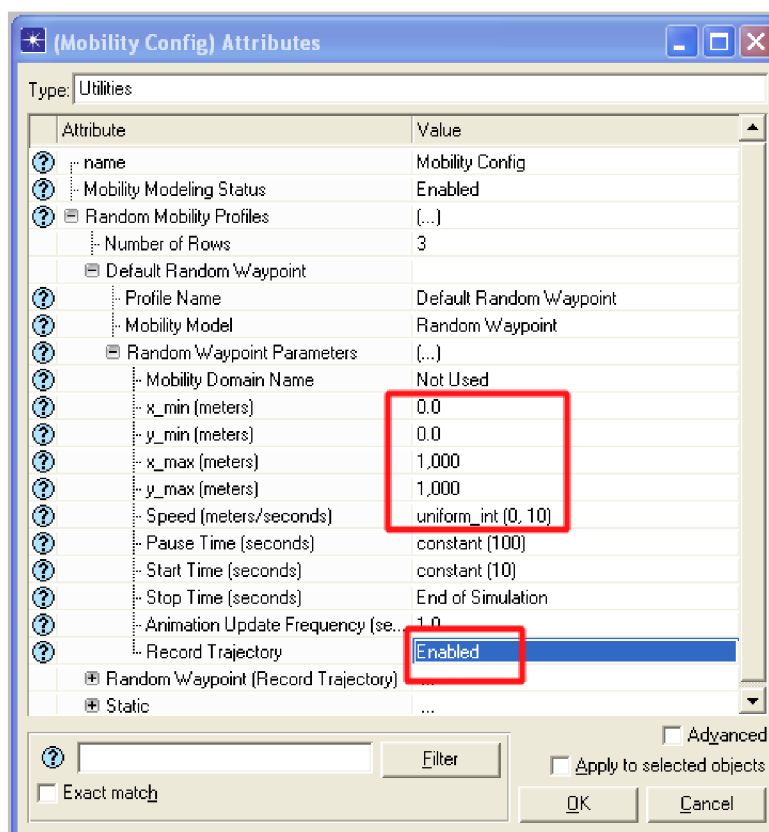 (Mobility Config) Attributes
Type: Utilities
Attribute Value
name Mobility Config
Mobility Modeling Status Enabled
Random Mobility Profiles (...)
Number of Rows 3
Default Random Waypoint
Profile Name Default Random Waypoint
Mobility Model Random Waypoint
Random Waypoint Parameters (...)
Mobility Domain Name Not Used
x_min (meters) 0.0
y_min (meters) 0.0
x_max (meters) 1,000
y_max (meters) 1,000
Speed (meters/seconds) uniform_int (0, 10)
Pause Time (seconds) constant (100)
Start Time (seconds) constant (10)
Stop Time (seconds) End of Simulation
Animation Update Frequency (se... 1.0
Record Trajectory Enabled
Random Waypoint (Record Trajectory) ...
Static ...
Advanced
Filter
Apply to selected objects
Exact match
OK Cancel